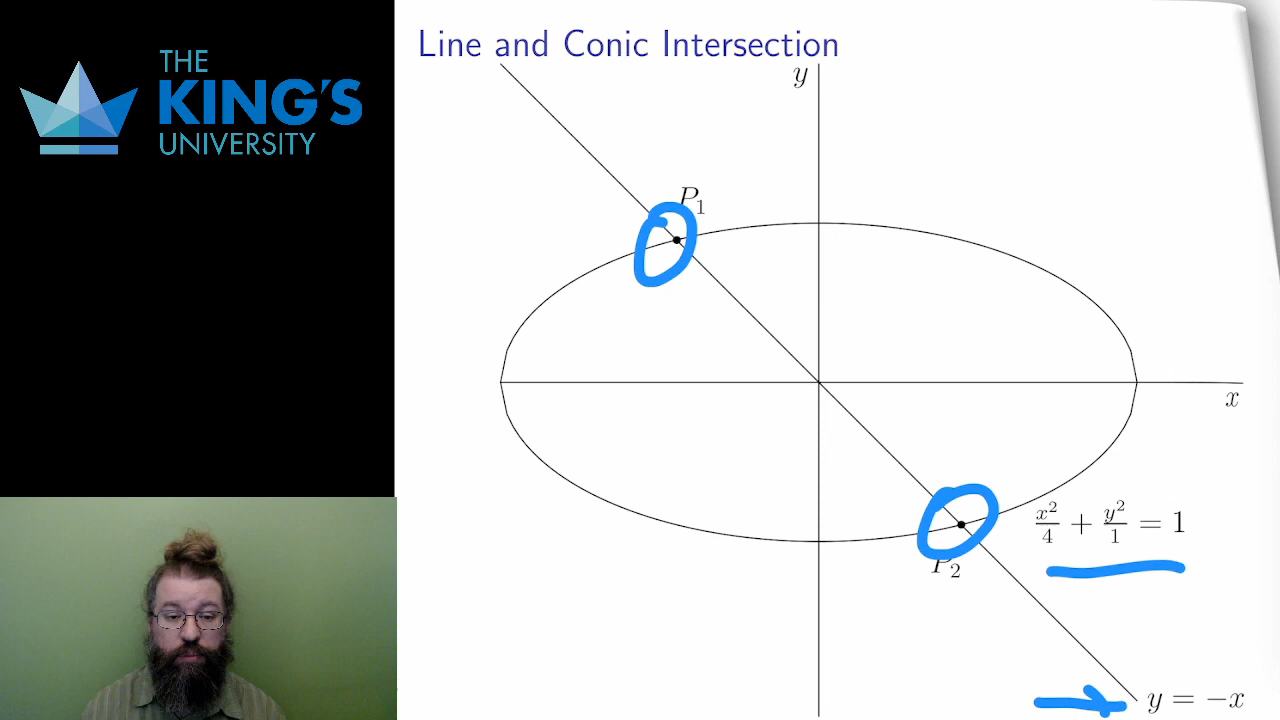 THE
KING'S
UNIVERSITY
Line and Conic Intersection
y
P₁
x
x²/4 + y²/1 = 1
P₂
y = −x